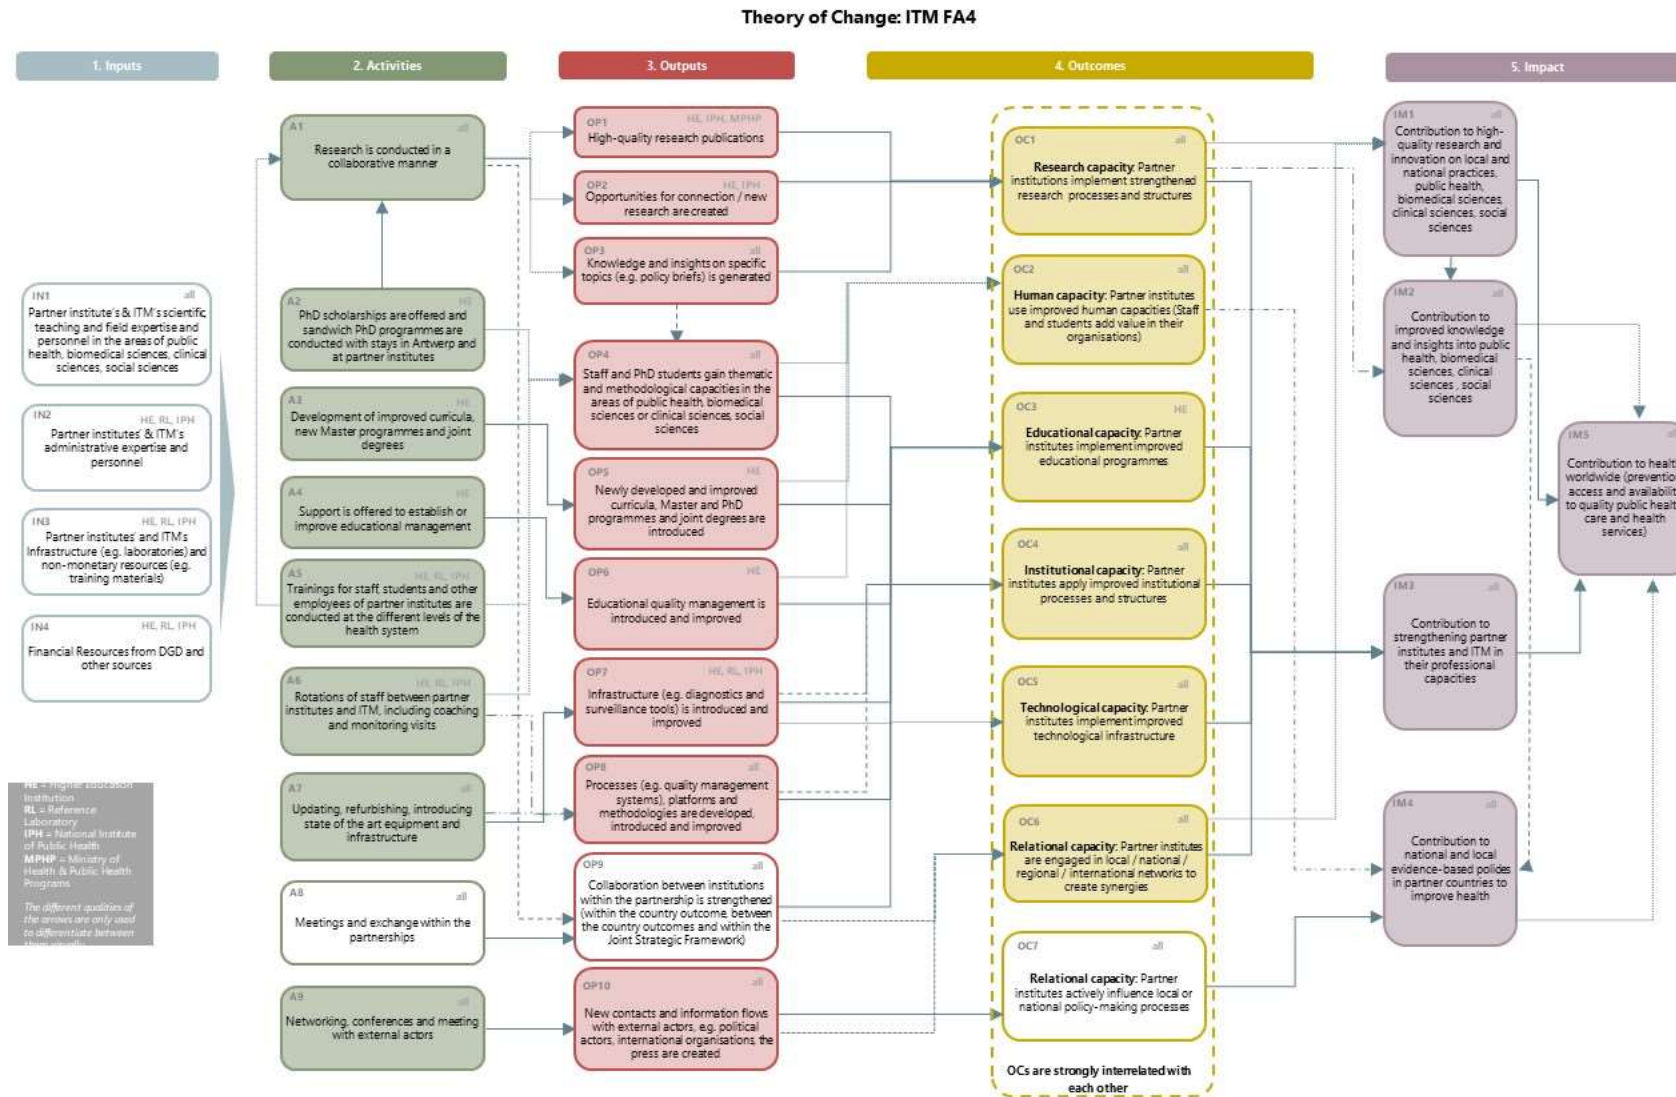 Theory of Change: ITM FA4
1. Inputs
2. Activities
3. Outputs
4. Outcomes
5. Impact
IN1
all
Partner institute's & ITM's scientific,
teaching and field expertise and
personnel in the areas of public
health, biomedical sciences, clinical
sciences, social sciences
IN2
HE, RL, IPH
Partner institutes' & ITM's
administrative expertise and
personnel
IN3
HE, RL, IPH
Partner institutes' and ITM's
Infrastructure (e.g. laboratories) and
non-monetary resources (e.g.
training materials)
IN4
HE, RL, IPH
Financial Resources from DGD and
other sources
HE = Higher Education
Institution
RL = Reference
Laboratory
IPH = National Institute
of Public Health
MPHP = Ministry of
Health & Public Health
Programs
The different qualities of
the arrows are only used
to differentiate between
them visually
A1
all
Research is conducted in a
collaborative manner
A2
HE
PhD scholarships are offered and
sandwich PhD programmes are
conducted with stays in Antwerp and
at partner institutes
A3
HE
Development of improved curricula,
new Master programmes and joint
degrees
A4
HE
Support is offered to establish or
improve educational management
A5
HE, RL, IPH
Trainings for staff, students and other
employees of partner institutes are
conducted at the different levels of the
health system
A6
HE, RL, IPH
Rotations of staff between partner
institutes and ITM, including coaching
and monitoring visits
A7
all
Updating, refurbishing, introducing
state of the art equipment and
infrastructure
A8
all
Meetings and exchange within the
partnerships
A9
all
Networking, conferences and meeting
with external actors
OP1
HE, IPH, MPHP
High-quality research publications
OP2
HE, IPH
Opportunities for connection / new
research are created
OP3
all
Knowledge and insights on specific
topics (e.g. policy briefs) is generated
OP4
all
Staff and PhD students gain thematic
and methodological capacities in the
areas of public health, biomedical
sciences or clinical sciences, social
sciences
OP5
HE
Newly developed and improved
curricula, Master and PhD
programmes and joint degrees are
introduced
OP6
HE
Educational quality management is
introduced and improved
OP7
HE, RL, IPH
Infrastructure (e.g. diagnostics and
surveillance tools) is introduced and
improved
OP8
all
Processes (e.g. quality management
systems), platforms and
methodologies are developed,
introduced and improved
OP9
all
Collaboration between institutions
within the partnership is strengthened
(within the country outcome, between
the country outcomes and within the
Joint Strategic Framework)
OP10
all
New contacts and information flows
with external actors, e.g. political
actors, international organisations, the
press are created
OC1
all
Research capacity: Partner
institutions implement strengthened
research processes and structures
OC2
all
Human capacity: Partner institutes
use improved human capacities (Staff
and students add value in their
organisations)
OC3
HE
Educational capacity: Partner
institutes implement improved
educational programmes
OC4
all
Institutional capacity: Partner
institutes apply improved institutional
processes and structures
OC5
all
Technological capacity: Partner
institutes implement improved
technological infrastructure
OC6
all
Relational capacity: Partner institutes
are engaged in local / national /
regional / international networks to
create synergies
OC7
all
Relational capacity: Partner
institutes actively influence local or
national policy-making processes
OCs are strongly interrelated with
each other
IM1
all
Contribution to high-
quality research and
innovation on local and
national practices,
public health,
biomedical sciences,
clinical sciences, social
sciences
IM2
all
Contribution to
improved knowledge
and insights into public
health, biomedical
sciences, clinical
sciences , social
sciences
IM3
all
Contribution to
strengthening partner
institutes and ITM in
their professional
capacities
IM4
all
Contribution to
national and local
evidence-based policies
in partner countries to
improve health
IM5
Contribution to health
worldwide (prevention,
access and availability
to quality public health
care and health
services)